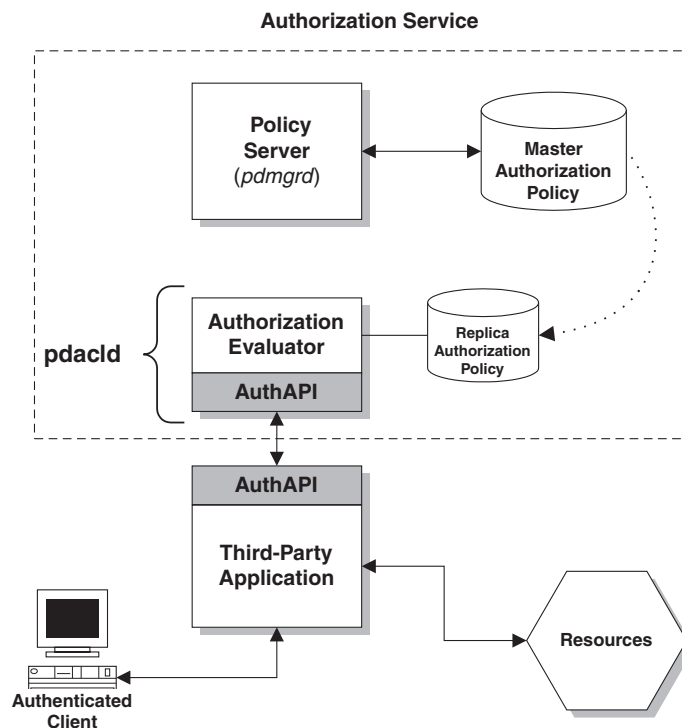 Authorization Service
Policy
Server
(pdmgrd)
Master
Authorization
Policy
pdacld
Authorization
Evaluator
AuthAPI
Replica
Authorization
Policy
AuthAPI
Third-Party
Application
Resources
Authenticated
Client